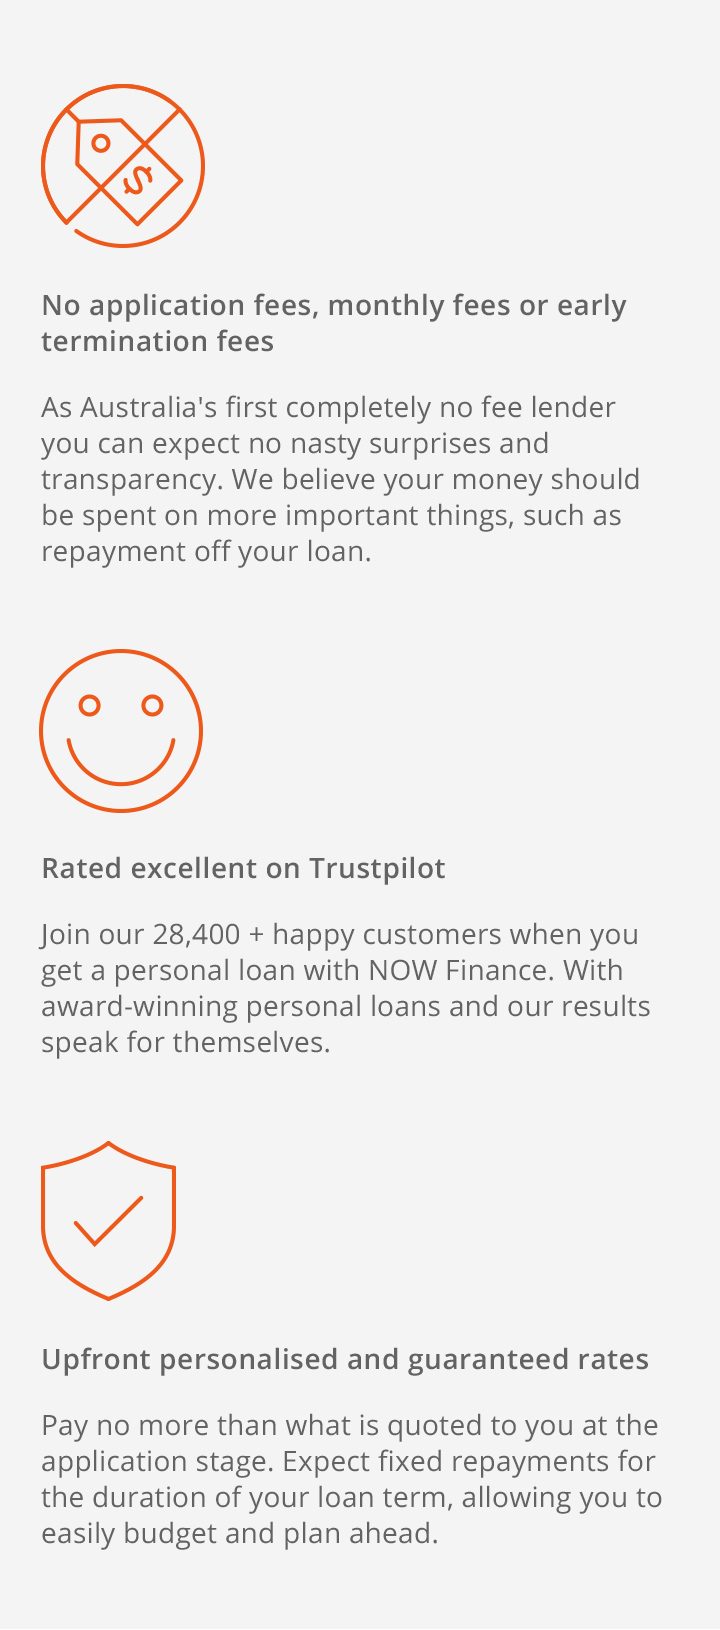 $
No application fees, monthly fees or early
termination fees
As Australia's first completely no fee lender
you can expect no nasty surprises and
transparency. We believe your money should
be spent on more important things, such as
repayment off your loan.
Rated excellent on Trustpilot
Join our 28,400 + happy customers when you
get a personal loan with NOW Finance. With
award-winning personal loans and our results
speak for themselves.
Upfront personalised and guaranteed rates
Pay no more than what is quoted to you at the
application stage. Expect fixed repayments for
the duration of your loan term, allowing you to
easily budget and plan ahead.